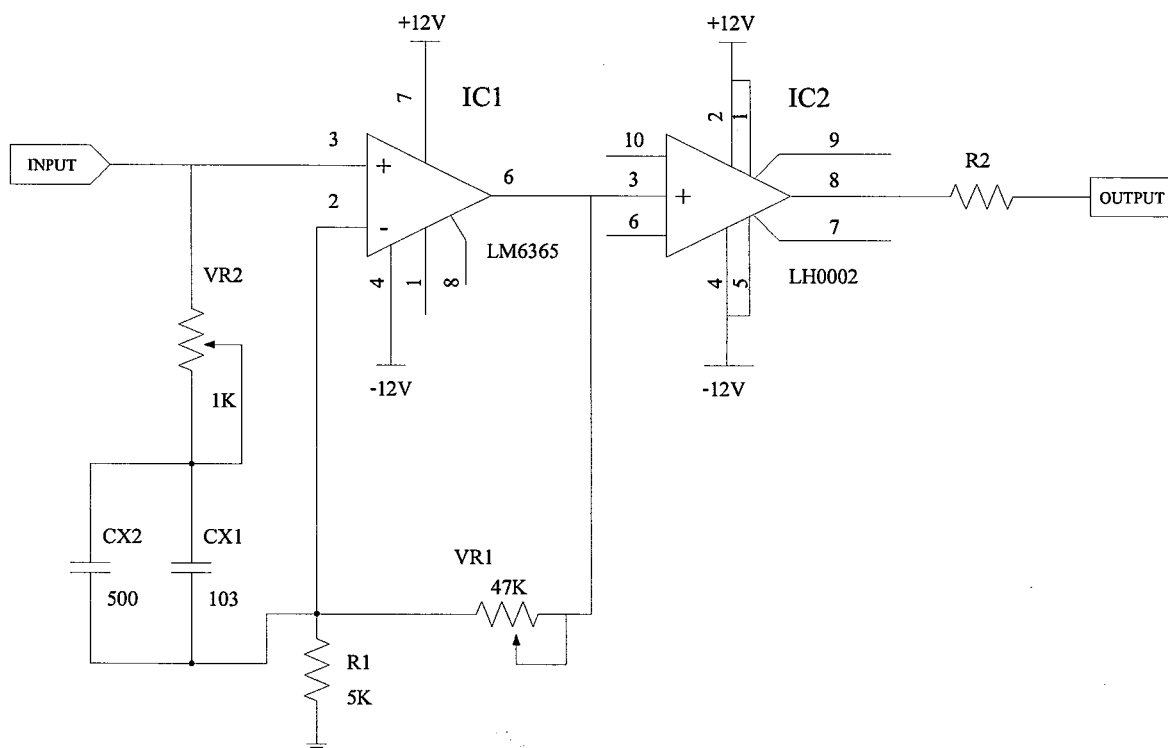 +12V
+12V
7
IC1
2
1
IC2
INPUT
3
+
2
-
6
10
3
+
6
9
8
7
R2
OUTPUT
LM6365
LH0002
4
1
8
4
5
-12V
-12V
VR2
1K
CX2
500
CX1
103
VR1
47K
R1
5K